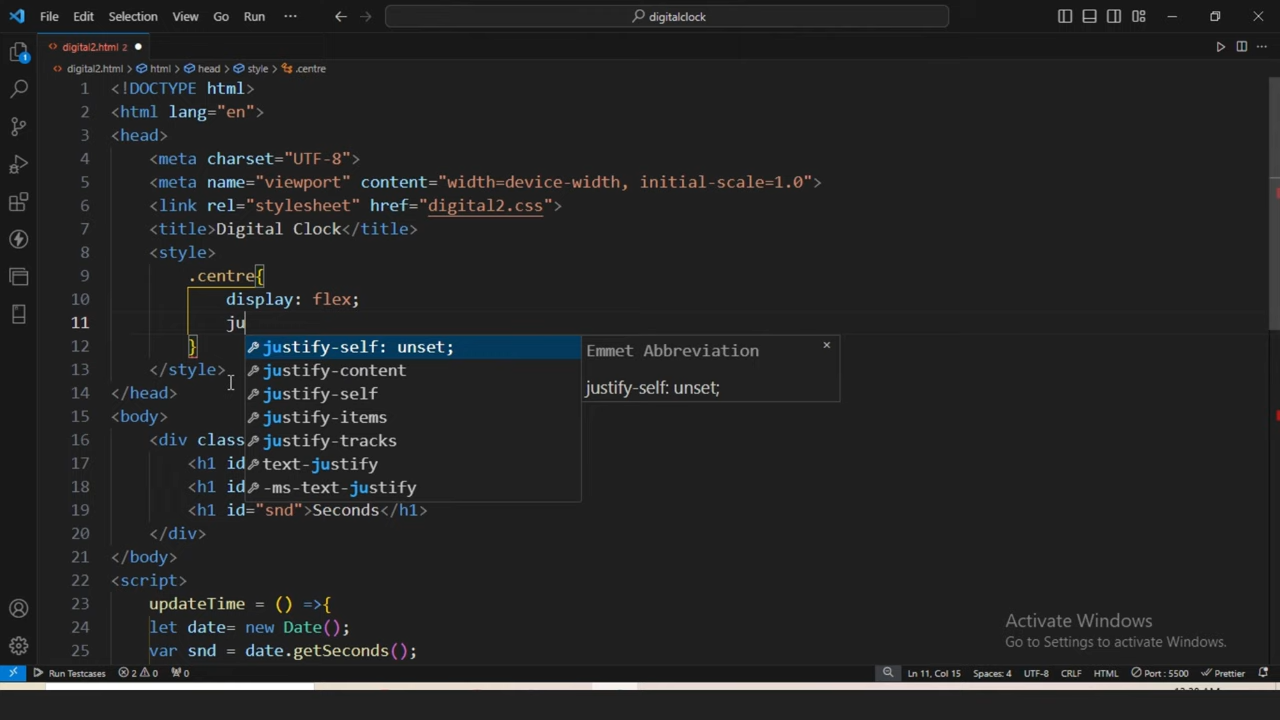 File Edit Selection View Go Run ··· digitalclock
digital2.html 2
digital2.html > html > head > style > .centre
1 <!DOCTYPE html>
2 <html lang="en">
3 <head>
4 <meta charset="UTF-8">
5 <meta name="viewport" content="width=device-width, initial-scale=1.0">
6 <link rel="stylesheet" href="digital2.css">
7 <title>Digital Clock</title>
8 <style>
9 .centre{
10 display: flex;
11 ju
12 }
justify-self: unset;
justify-content
justify-self
justify-items
justify-tracks
text-justify
-ms-text-justify
Emmet Abbreviation
justify-self: unset;
13 </style>
14 </head>
15 <body>
16 <div class
17 <h1 id
18 <h1 id
19 <h1 id="snd">Seconds</h1>
20 </div>
21 </body>
22 <script>
23 updateTime = () =>{
24 let date= new Date();
25 var snd = date.getSeconds();
Activate Windows
Go to Settings to activate Windows.
1
Run Testcases 2 0 0 Ln 11, Col 15 Spaces: 4 UTF-8 CRLF HTML Port : 5500 Prettier